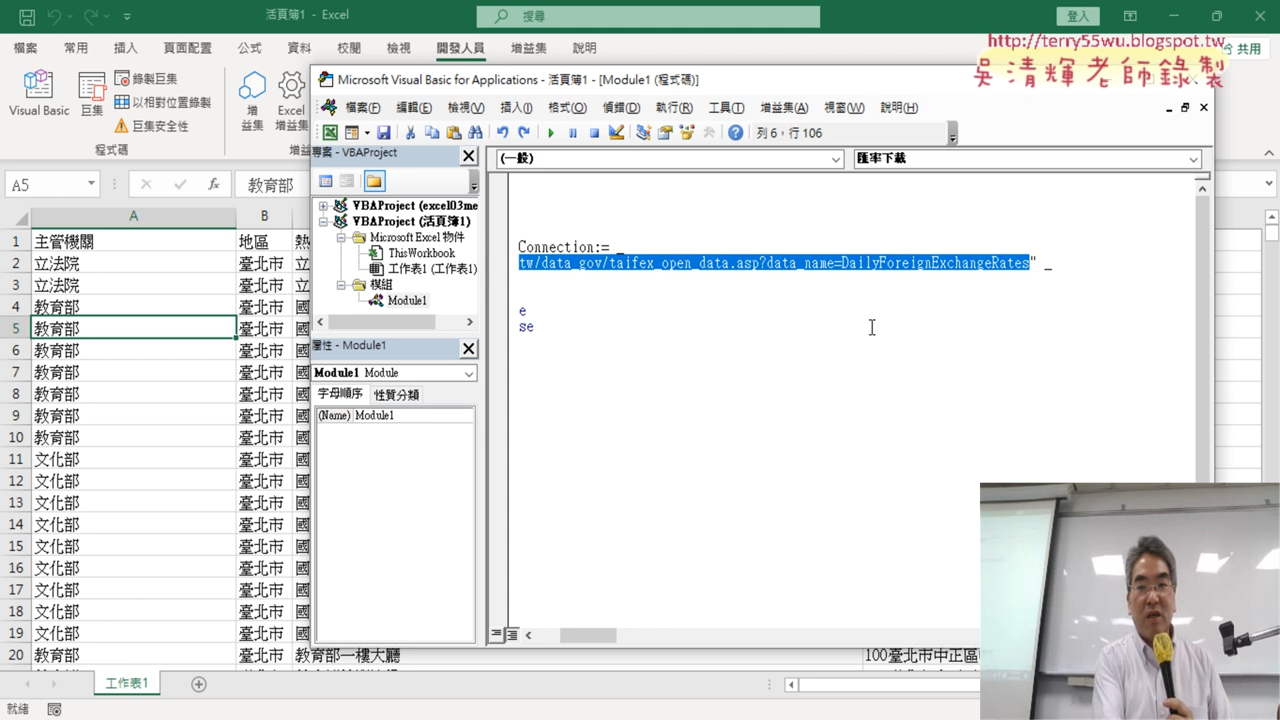 活頁簿1 - Excel
搜尋
登入
http://terry55wu.blogspot.tw
吳清輝老師錄製
檔案 常用 插入 頁面配置 公式 資料 校閱 檢視 開發人員 增益集 說明
共用
Visual Basic
巨集
錄製巨集
以相對位置錄製
巨集安全性
程式碼
增益集
Excel 增益集
增益
A5
教育部
Microsoft Visual Basic for Applications - 活頁簿1 - [Module1 (程式碼)]
檔案(F) 編輯(E) 檢視(V) 插入(I) 格式(O) 偵錯(D) 執行(R) 工具(T) 增益集(A) 視窗(W) 說明(H)
列 6，行 106
專案 - VBAProject
VBAProject (excel03me
VBAProject (活頁簿1)
Microsoft Excel 物件
ThisWorkbook
工作表1 (工作表1)
模組
Module1
屬性 - Module1
Module1 Module
字母順序 性質分類
(Name) Module1
(一般)
匯率下載
Connection:= _
tw/data_gov/taifex_open_data.asp?data_name=DailyForeignExchangeRates" _
e
se
A B
1 主管機關 地區
2 立法院 臺北市 立
3 立法院 臺北市 立
4 教育部 臺北市 國
5 教育部 臺北市 國
6 教育部 臺北市 國
7 教育部 臺北市 國
8 教育部 臺北市 國
9 教育部 臺北市 國
10 教育部 臺北市 國
11 文化部 臺北市 國
12 文化部 臺北市 國
13 文化部 臺北市 國
14 文化部 臺北市 國
15 文化部 臺北市 國
16 文化部 臺北市 國
17 文化部 臺北市 國
18 文化部 臺北市 國
19 文化部 臺北市 國
20 教育部 臺北市 教育部一樓大廳 100臺北市中正區
工作表1
就緒